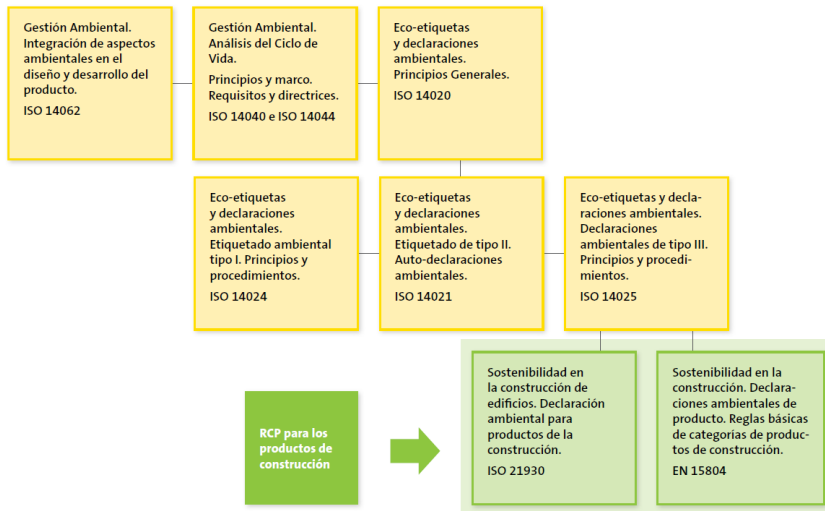 Gestión Ambiental.
Integración de aspectos
ambientales en el
diseño y desarrollo del
producto.
ISO 14062
Gestión Ambiental.
Análisis del Ciclo de
Vida.
Principios y marco.
Requisitos y directrices.
ISO 14040 e ISO 14044
Eco-etiquetas
y declaraciones
ambientales.
Principios Generales.
ISO 14020
Eco-etiquetas
y declaraciones
ambientales.
Etiquetado ambiental
tipo I. Principios y
procedimientos.
ISO 14024
Eco-etiquetas
y declaraciones
ambientales.
Etiquetado de tipo II.
Auto-declaraciones
ambientales.
ISO 14021
Eco-etiquetas y decla-
raciones ambientales.
Declaraciones
ambientales de tipo III.
Principios y procedi-
mientos.
ISO 14025
RCP para los
productos de
construcción
Sostenibilidad en
la construcción de
edificios. Declaración
ambiental para
productos de la
construcción.
ISO 21930
Sostenibilidad en la
construcción. Declara-
ciones ambientales de
producto. Reglas básicas
de categorías de produc-
tos de construcción.
EN 15804